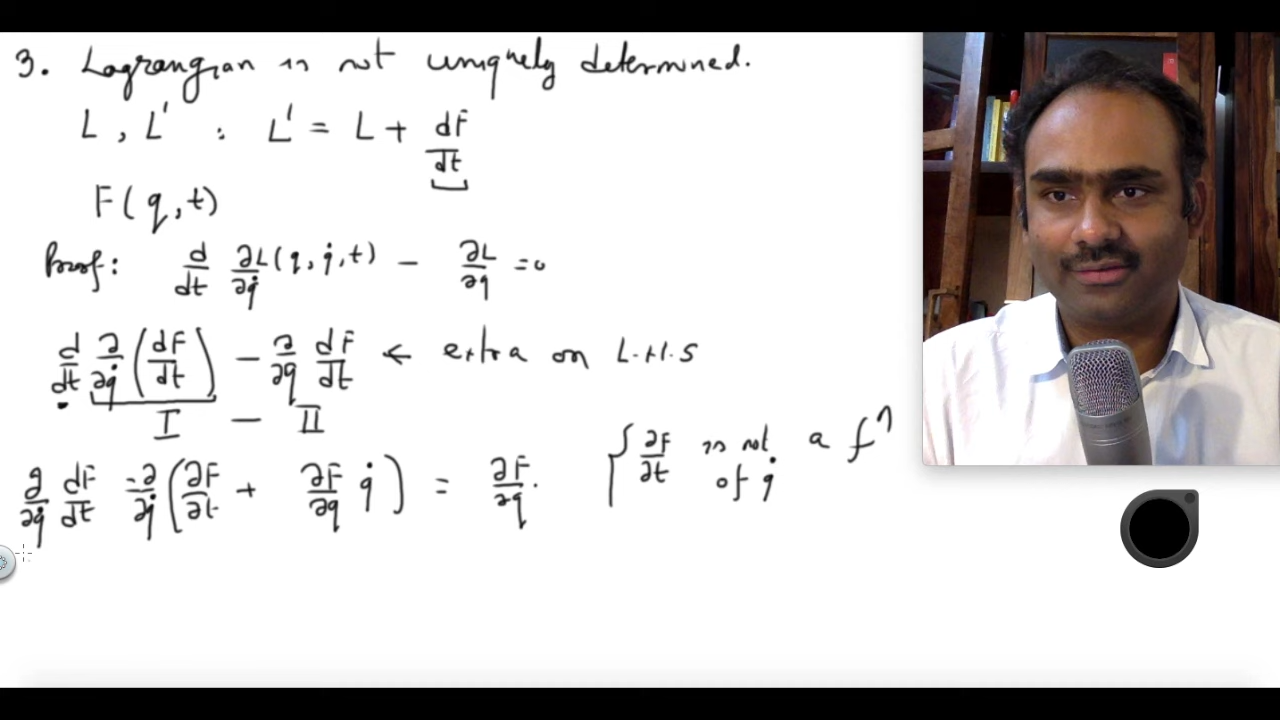 3. Lagrangian is not uniquely determined.
L, L' : L' = L + dF/dt
F(q,t)
Proof: d/dt ∂L(q,q̇,t)/∂q̇ − ∂L/∂q = 0
d/dt ∂/∂q̇ (dF/dt) − ∂/∂q dF/dt ← extra on L.H.S
I − II
∂/∂q̇ dF/dt = ∂/∂q̇ (∂F/∂t + ∂F/∂q q̇) = ∂F/∂q. { ∂F/∂t is not a fⁿ
of q̇